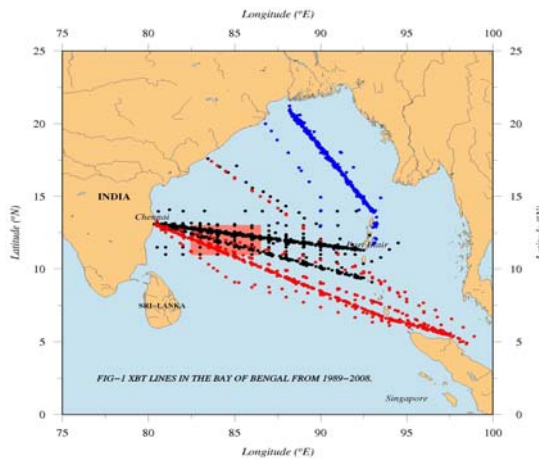 Longitude (°E)
75 80 85 90 95 100
25 25
20 20
15 15
10 10
5 5
0 0
Latitude (°N)
INDIA
Chennai
Port Blair
SRI-LANKA
FIG-1 XBT LINES IN THE BAY OF BENGAL FROM 1989-2008.
Singapore
75 80 85 90 95 100
Longitude (°E)